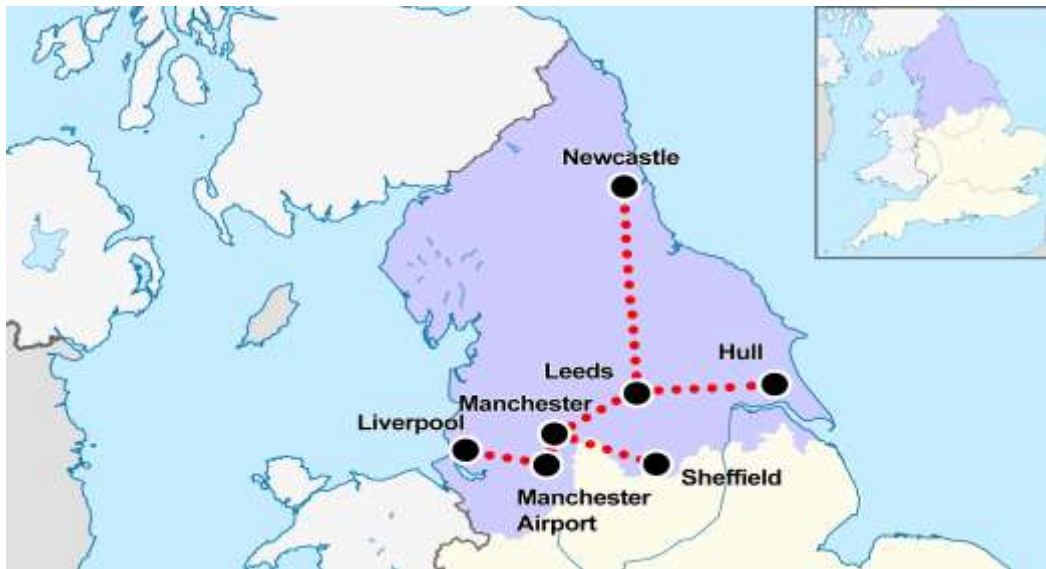 Newcastle
Hull
Leeds
Manchester
Liverpool
Sheffield
Manchester
Airport